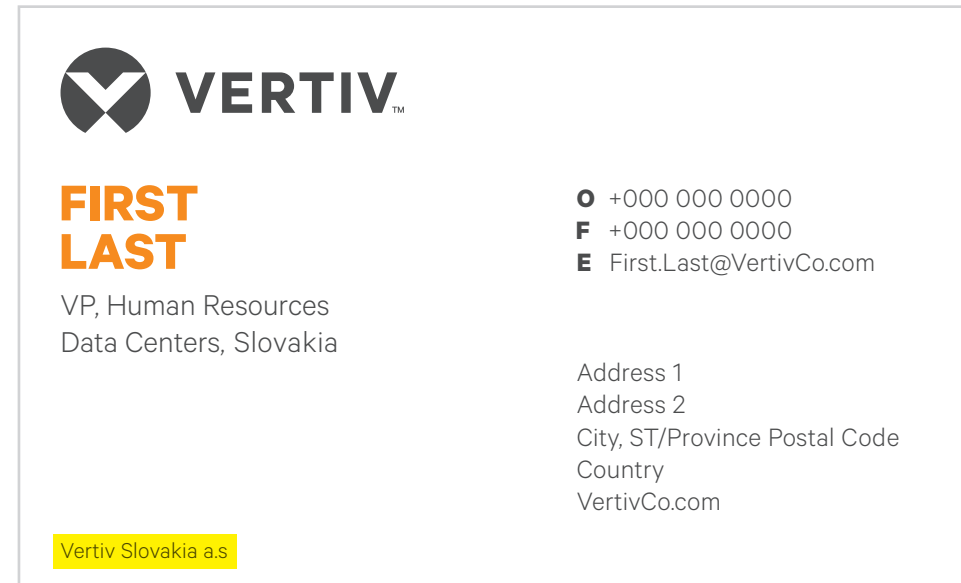 VERTIV™
FIRST
LAST
VP, Human Resources
Data Centers, Slovakia
O +000 000 0000
F +000 000 0000
E First.Last@VertivCo.com
Address 1
Address 2
City, ST/Province Postal Code
Country
VertivCo.com
Vertiv Slovakia a.s